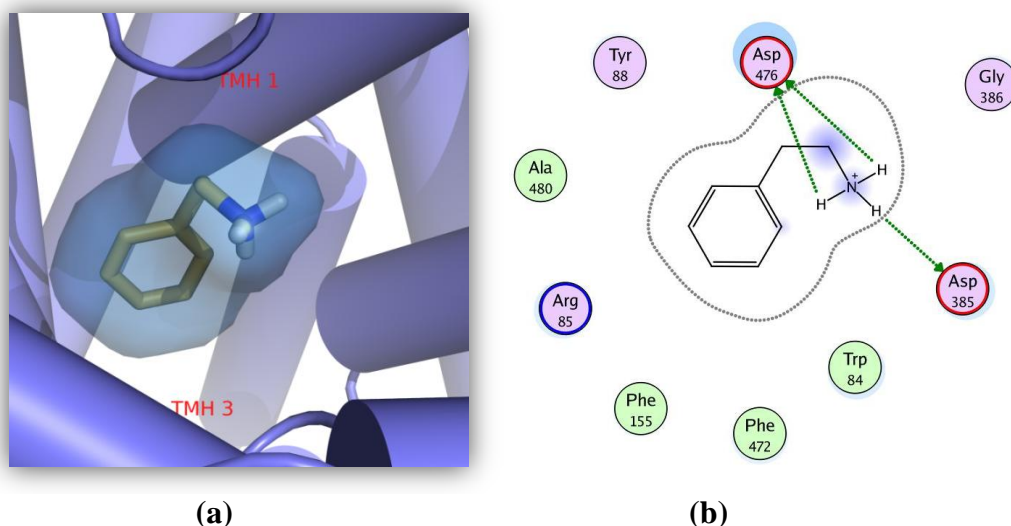 TMH 1
TMH 3
(a)
Tyr
88
Asp
476
Gly
386
Ala
480
H
+
N
H
H
Arg
85
Asp
385
Trp
84
Phe
155
Phe
472
(b)